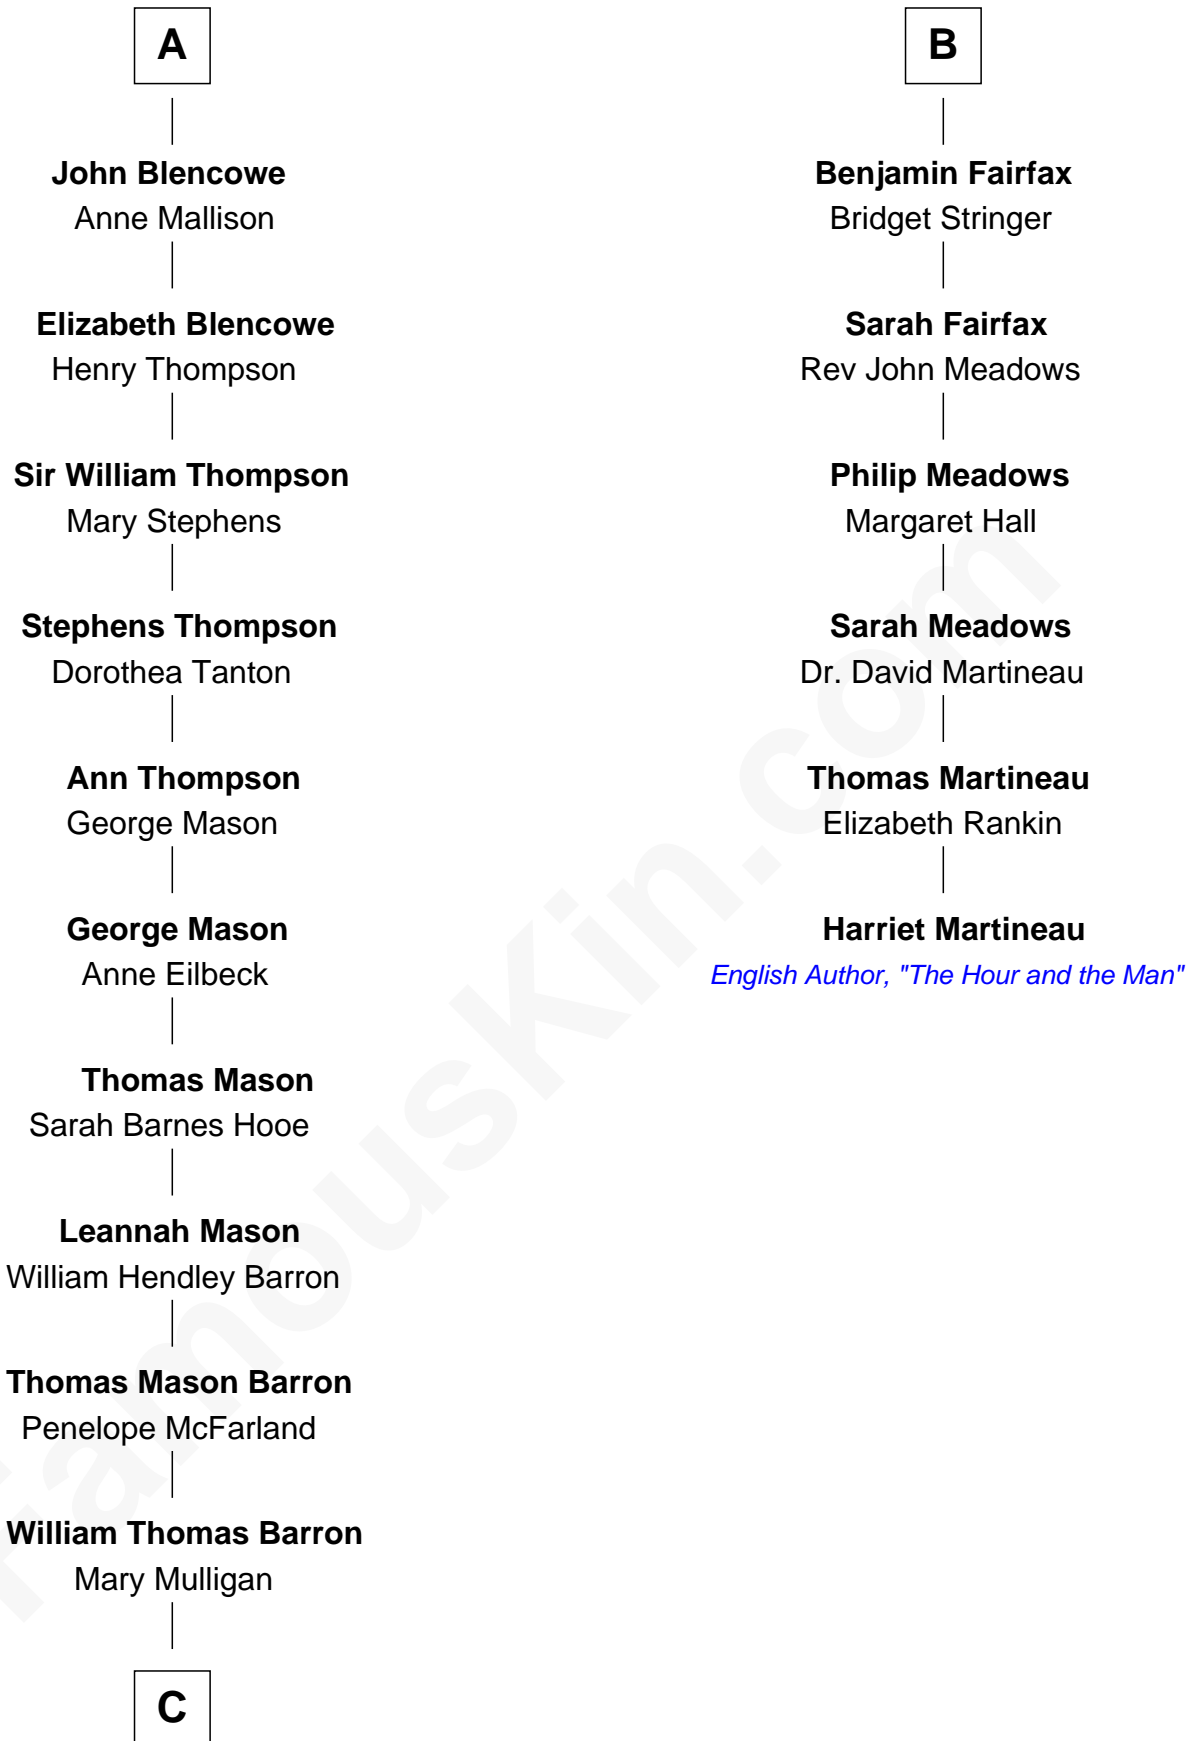 A
John Blencowe
Anne Mallison
Elizabeth Blencowe
Henry Thompson
Sir William Thompson
Mary Stephens
Stephens Thompson
Dorothea Tanton
Ann Thompson
George Mason
George Mason
Anne Eilbeck
Thomas Mason
Sarah Barnes Hooe
Leannah Mason
William Hendley Barron
Thomas Mason Barron
Penelope McFarland
William Thomas Barron
Mary Mulligan
C
B
Benjamin Fairfax
Bridget Stringer
Sarah Fairfax
Rev John Meadows
Philip Meadows
Margaret Hall
Sarah Meadows
Dr. David Martineau
Thomas Martineau
Elizabeth Rankin
Harriet Martineau
English Author, "The Hour and the Man"
FamousKin.com